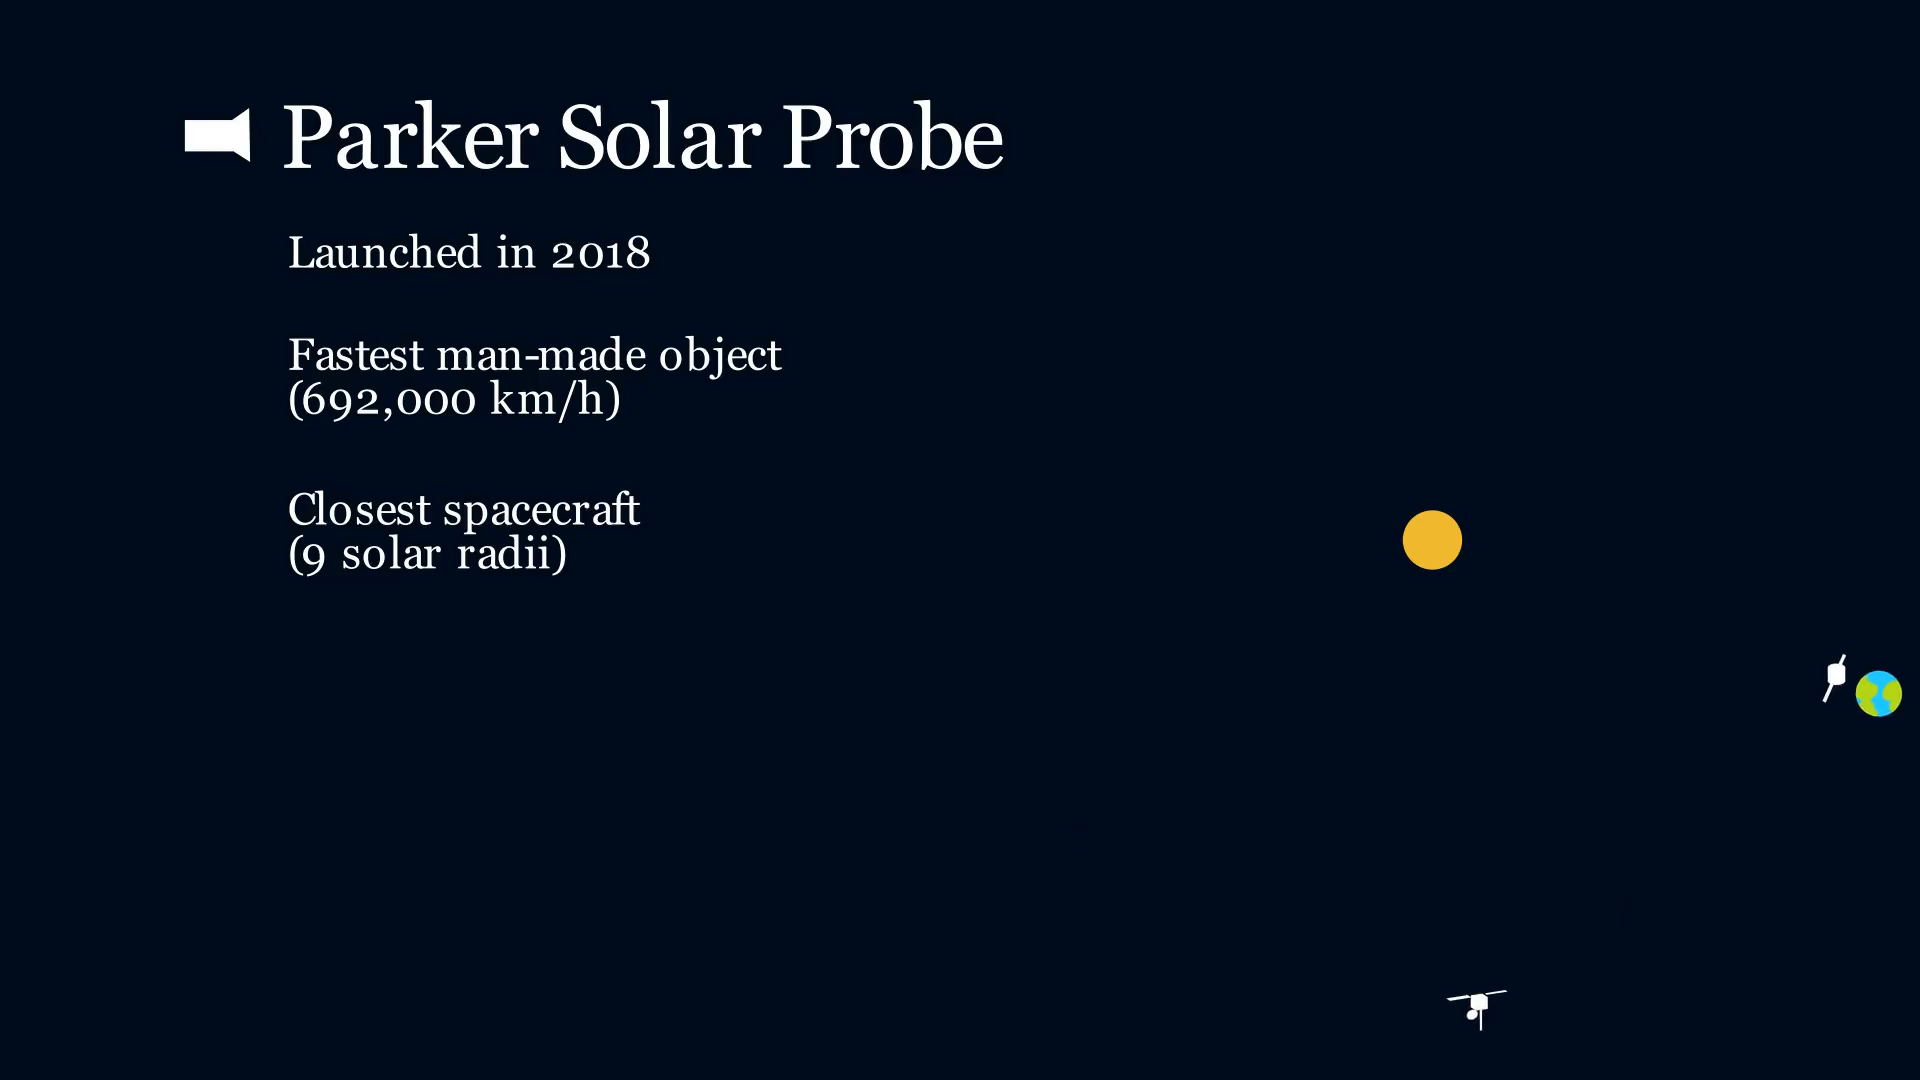 Parker Solar Probe
Launched in 2018
Fastest man-made object
(692,000 km/h)
Closest spacecraft
(9 solar radii)